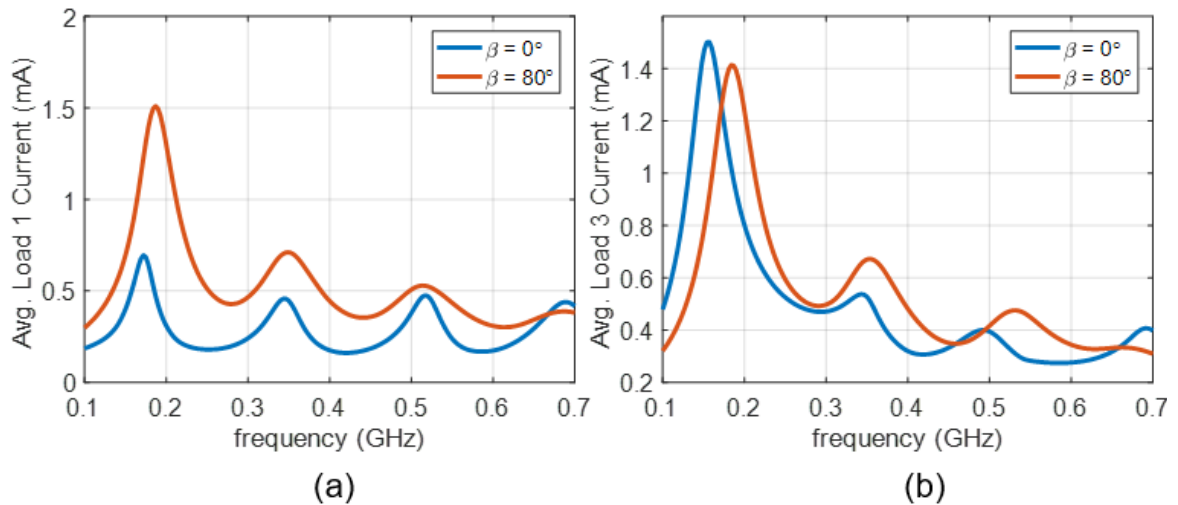 2
1.5
1
0.5
0
Avg. Load 1 Current (mA)
β = 0°
β = 80°
0.1 0.2 0.3 0.4 0.5 0.6 0.7
frequency (GHz)
(a)
1.4
1.2
1
0.8
0.6
0.4
0.2
Avg. Load 3 Current (mA)
β = 0°
β = 80°
0.1 0.2 0.3 0.4 0.5 0.6 0.7
frequency (GHz)
(b)